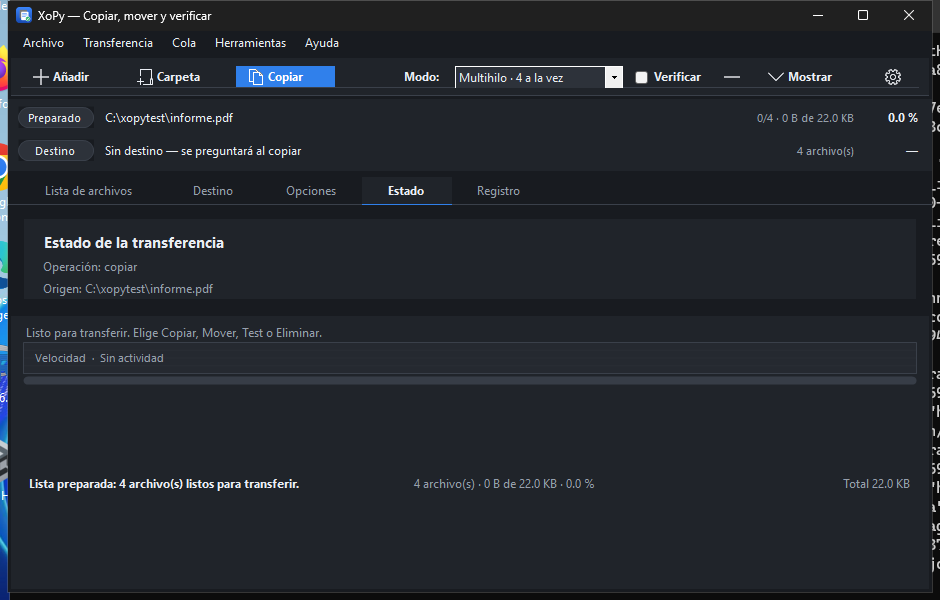 XoPy — Copiar, mover y verificar
Archivo Transferencia Cola Herramientas Ayuda
Añadir Carpeta Copiar Modo: Multihilo · 4 a la vez Verificar — Mostrar
Preparado C:\xopytest\informe.pdf 0/4 · 0 B de 22.0 KB 0.0 %
Destino Sin destino — se preguntará al copiar 4 archivo(s) —
Lista de archivos Destino Opciones Estado Registro
Estado de la transferencia
Operación: copiar
Origen: C:\xopytest\informe.pdf
Listo para transferir. Elige Copiar, Mover, Test o Eliminar.
Velocidad · Sin actividad
Lista preparada: 4 archivo(s) listos para transferir. 4 archivo(s) · 0 B de 22.0 KB · 0.0 % Total 22.0 KB